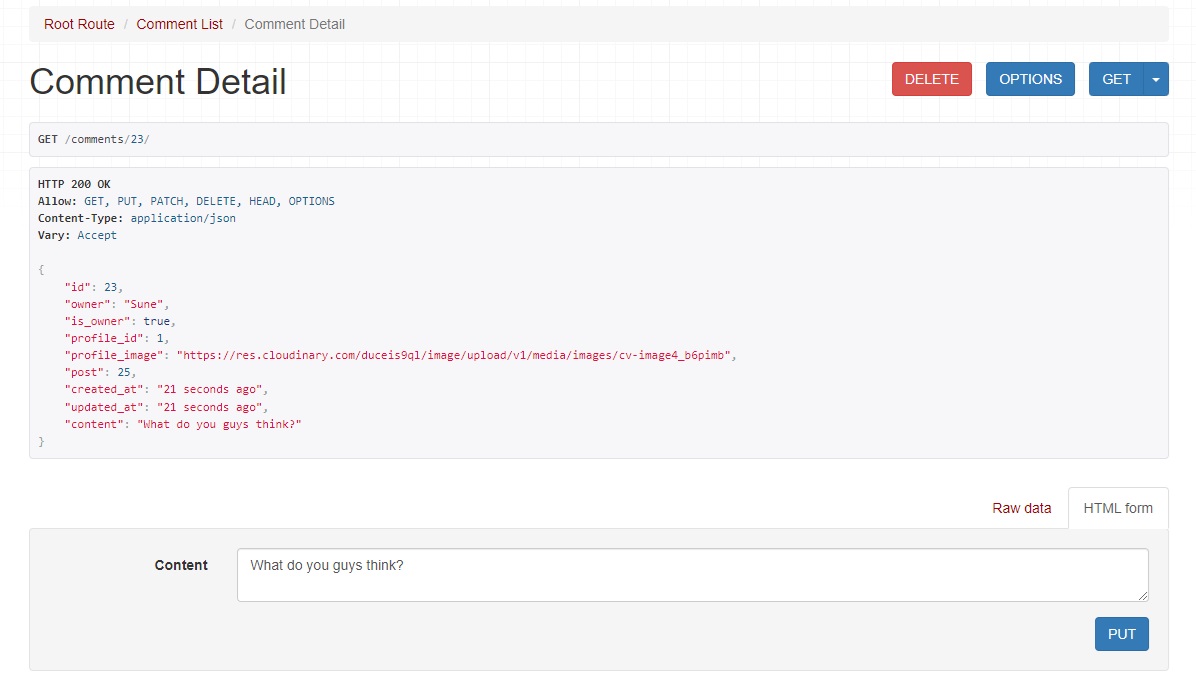 Root Route / Comment List / Comment Detail
Comment Detail
DELETE OPTIONS GET
GET /comments/23/
HTTP 200 OK
Allow: GET, PUT, PATCH, DELETE, HEAD, OPTIONS
Content-Type: application/json
Vary: Accept
{
    "id": 23,
    "owner": "Sune",
    "is_owner": true,
    "profile_id": 1,
    "profile_image": "https://res.cloudinary.com/duceis9ql/image/upload/v1/media/images/cv-image4_b6pimb",
    "post": 25,
    "created_at": "21 seconds ago",
    "updated_at": "21 seconds ago",
    "content": "What do you guys think?"
}
Raw data HTML form
Content What do you guys think?
PUT